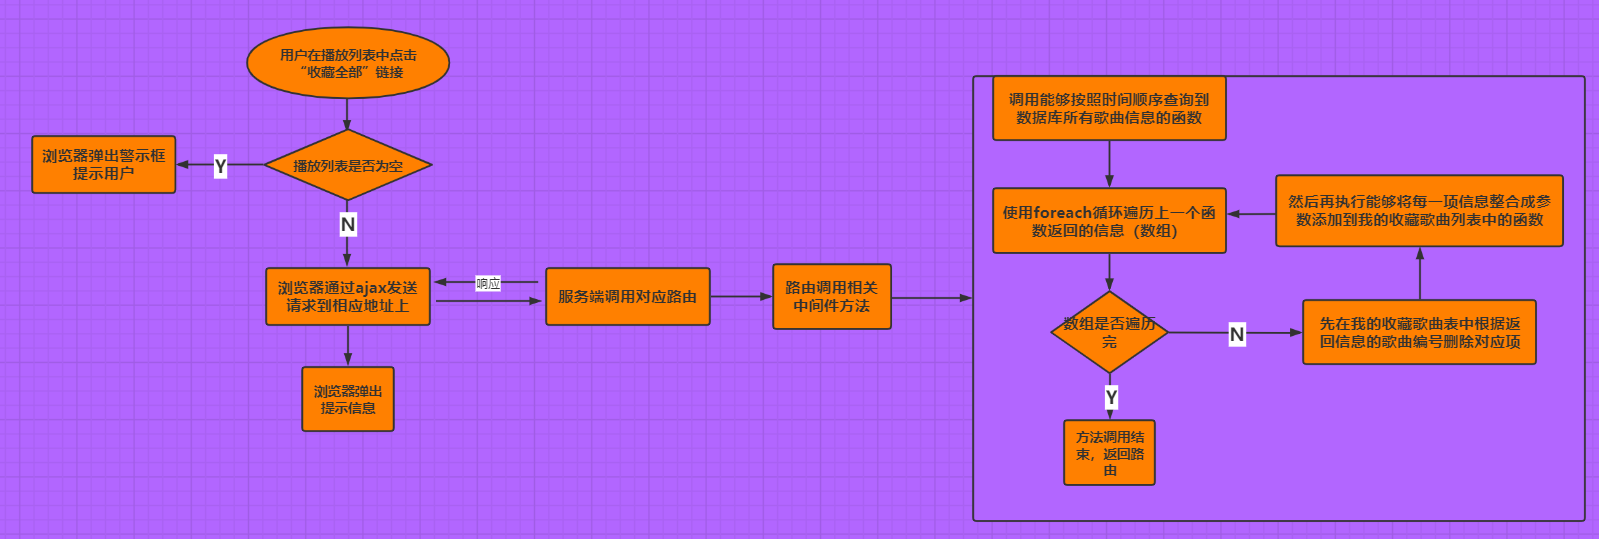 用户在播放列表中点击
“收藏全部”链接
播放列表是否为空
Y
浏览器弹出警示框
提示用户
N
浏览器通过ajax发送
请求到相应地址上
响应
服务端调用对应路由
路由调用相关
中间件方法
浏览器弹出
提示信息
调用能够按照时间顺序查询到
数据库所有歌曲信息的函数
使用foreach循环遍历上一个函
数返回的信息（数组）
数组是否遍历
完
N
先在我的收藏歌曲表中根据返
回信息的歌曲编号删除对应项
然后再执行能够将每一项信息整合成参
数添加到我的收藏歌曲列表中的函数
Y
方法调用结
束，返回路
由